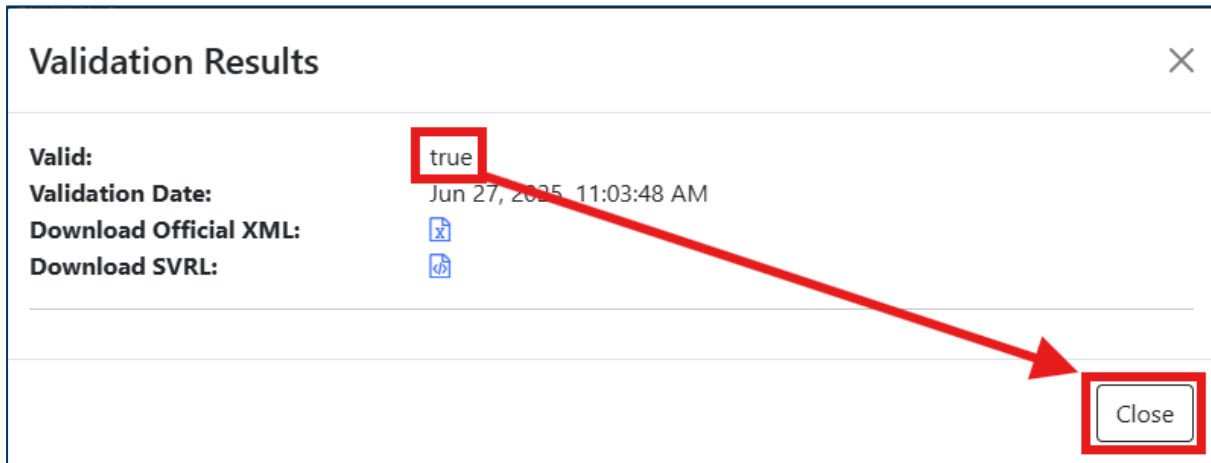 Validation Results
Valid: true
Validation Date: Jun 27, 2025, 11:03:48 AM
Download Official XML:
Download SVRL:
Close